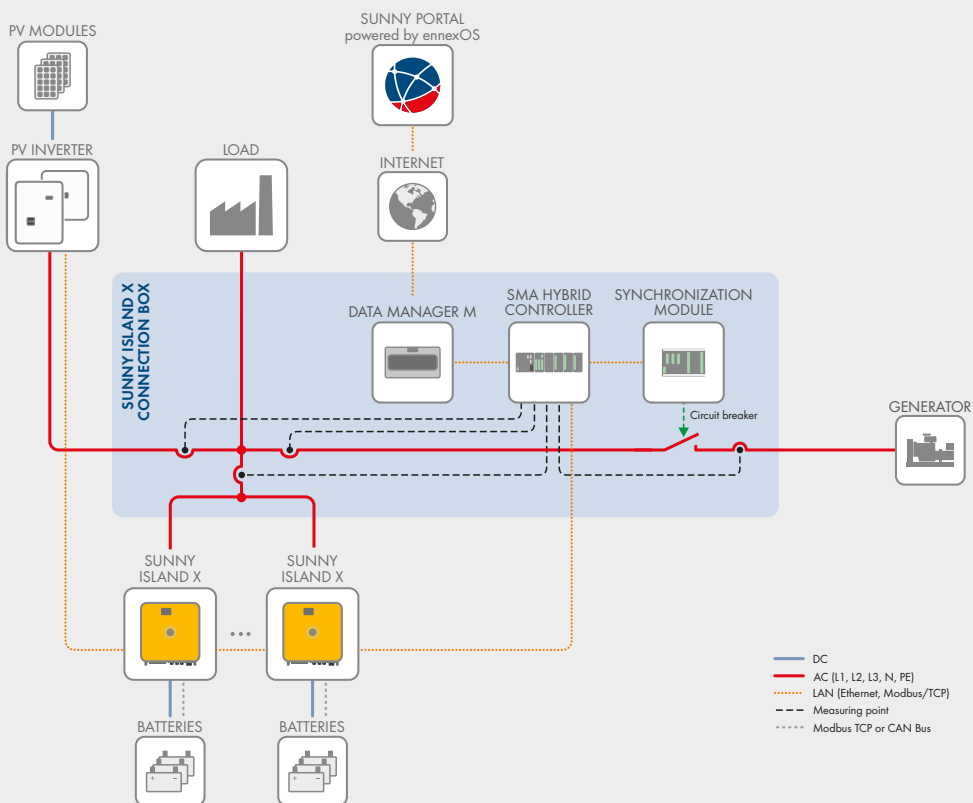 SUNNY PORTAL
powered by ennexOS
PV MODULES
PV INVERTER
LOAD
INTERNET
SUNNY ISLAND X
CONNECTION BOX
DATA MANAGER M
SMA HYBRID
CONTROLLER
SYNCHRONIZATION
MODULE
Circuit breaker
GENERATOR
SUNNY
ISLAND X
SUNNY
ISLAND X
...
BATTERIES
BATTERIES
DC
AC (L1, L2, L3, N, PE)
LAN (Ethernet, Modbus/TCP)
Measuring point
Modbus TCP or CAN Bus